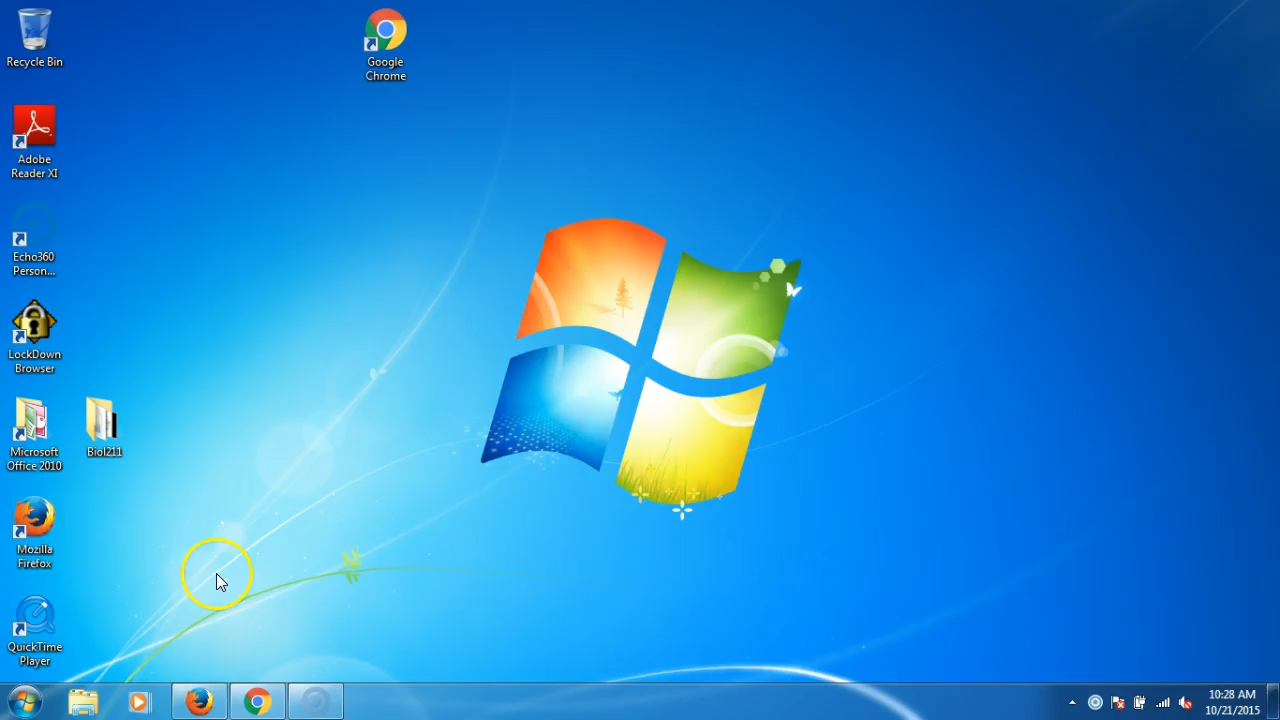 Recycle Bin
Google
Chrome
Adobe
Reader XI
Echo360
Person...
LockDown
Browser
Microsoft
Office 2010
Biol211
Mozilla
Firefox
QuickTime
Player
10:28 AM
10/21/2015